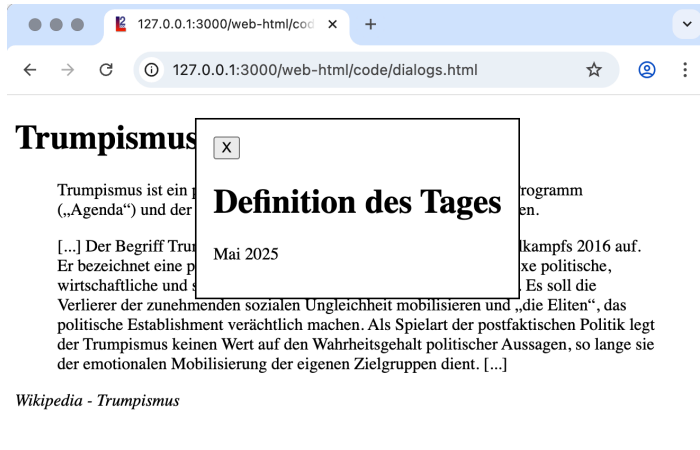 127.0.0.1:3000/web-html/cod
127.0.0.1:3000/web-html/code/dialogs.html
Trumpismus
X
Definition des Tages
Mai 2025
Trumpismus ist ein
rogramm
(„Agenda“) und der
en.
[...] Der Begriff
lkampfs 2016 auf.
Er bezeichnet eine
xe politische,
wirtschaftliche und
. Es soll die
Verlierer der zunehmenden sozialen Ungleichheit mobilisieren und „die Eliten“, das
politische Establishment verächtlich machen. Als Spielart der postfaktischen Politik legt
der Trumpismus keinen Wert auf den Wahrheitsgehalt politischer Aussagen, so lange sie
der emotionalen Mobilisierung der eigenen Zielgruppen dient. [...]
Wikipedia - Trumpismus